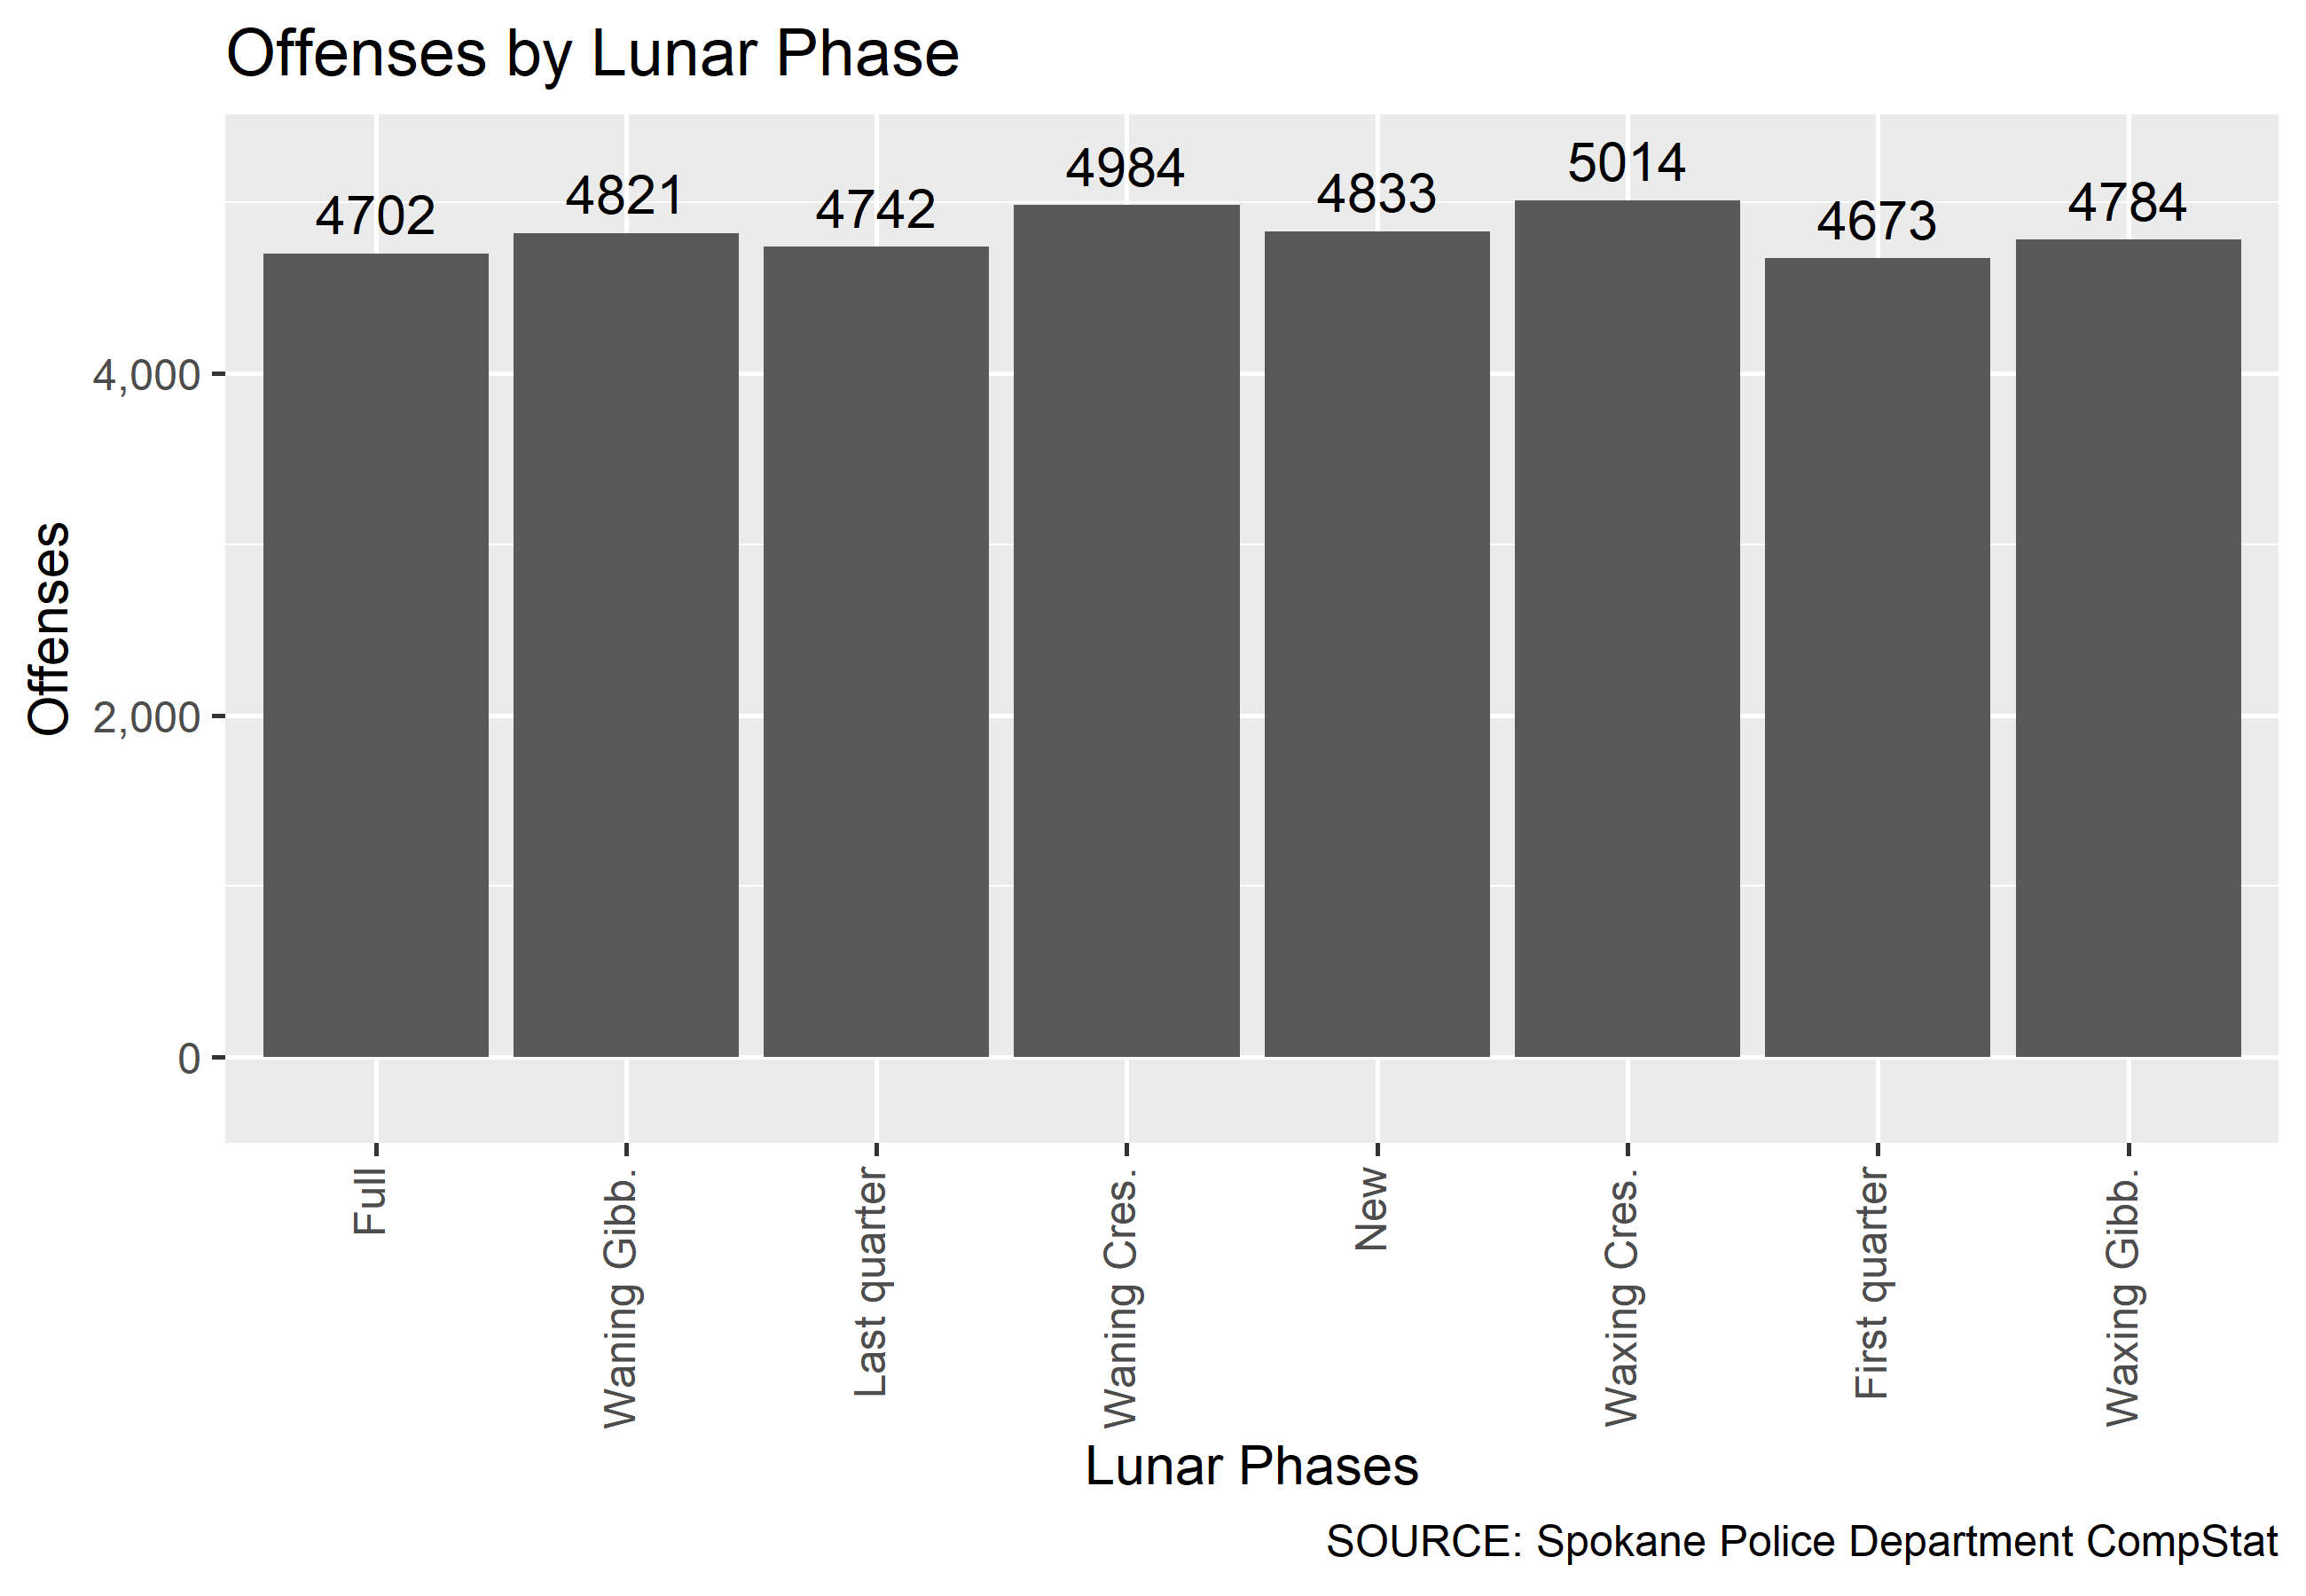 Offenses by Lunar Phase
4702
4821
4742
4984
4833
5014
4673
4784
Offenses
4,000
2,000
0
Full
Waning Gibb.
Last quarter
Waning Cres.
New
Waxing Cres.
First quarter
Waxing Gibb.
Lunar Phases
SOURCE: Spokane Police Department CompStat